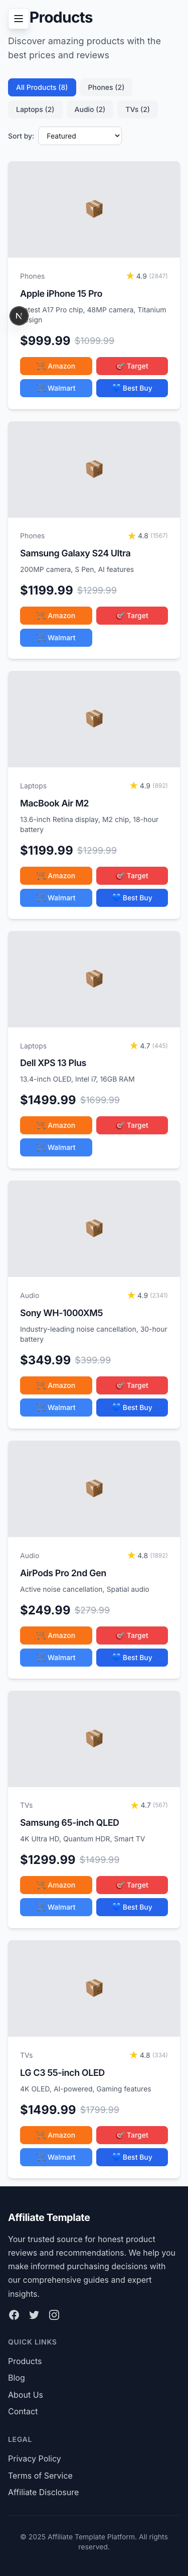 Products
Discover amazing products with the
best prices and reviews
All Products (8)
Phones (2)
Laptops (2)
Audio (2)
TVs (2)
Sort by:
Featured
Phones
4.9 (2847)
Apple iPhone 15 Pro
A17 Pro chip, 48MP camera, Titanium
N
$999.99 $1099.99
Amazon
Target
Walmart
Best Buy
Phones
4.8 (1567)
Samsung Galaxy S24 Ultra
200MP camera, S Pen, AI features
$1199.99 $1299.99
Amazon
Target
Walmart
Laptops
4.9 (892)
MacBook Air M2
13.6-inch Retina display, M2 chip, 18-hour
battery
$1199.99 $1299.99
Amazon
Target
Walmart
Best Buy
Laptops
4.7 (445)
Dell XPS 13 Plus
13.4-inch OLED, Intel i7, 16GB RAM
$1499.99 $1699.99
Amazon
Target
Walmart
Audio
4.9 (2341)
Sony WH-1000XM5
Industry-leading noise cancellation, 30-hour
battery
$349.99 $399.99
Amazon
Target
Walmart
Best Buy
Audio
4.8 (1892)
AirPods Pro 2nd Gen
Active noise cancellation, Spatial audio
$249.99 $279.99
Amazon
Target
Walmart
Best Buy
TVs
4.7 (567)
Samsung 65-inch QLED
4K Ultra HD, Quantum HDR, Smart TV
$1299.99 $1499.99
Amazon
Target
Walmart
Best Buy
TVs
4.8 (334)
LG C3 55-inch OLED
4K OLED, AI-powered, Gaming features
$1499.99 $1799.99
Amazon
Target
Walmart
Best Buy
Affiliate Template
Your trusted source for honest product
reviews and recommendations. We help you
make informed purchasing decisions with
our comprehensive guides and expert
insights.
QUICK LINKS
Products
Blog
About Us
Contact
LEGAL
Privacy Policy
Terms of Service
Affiliate Disclosure
© 2025 Affiliate Template Platform. All rights
reserved.